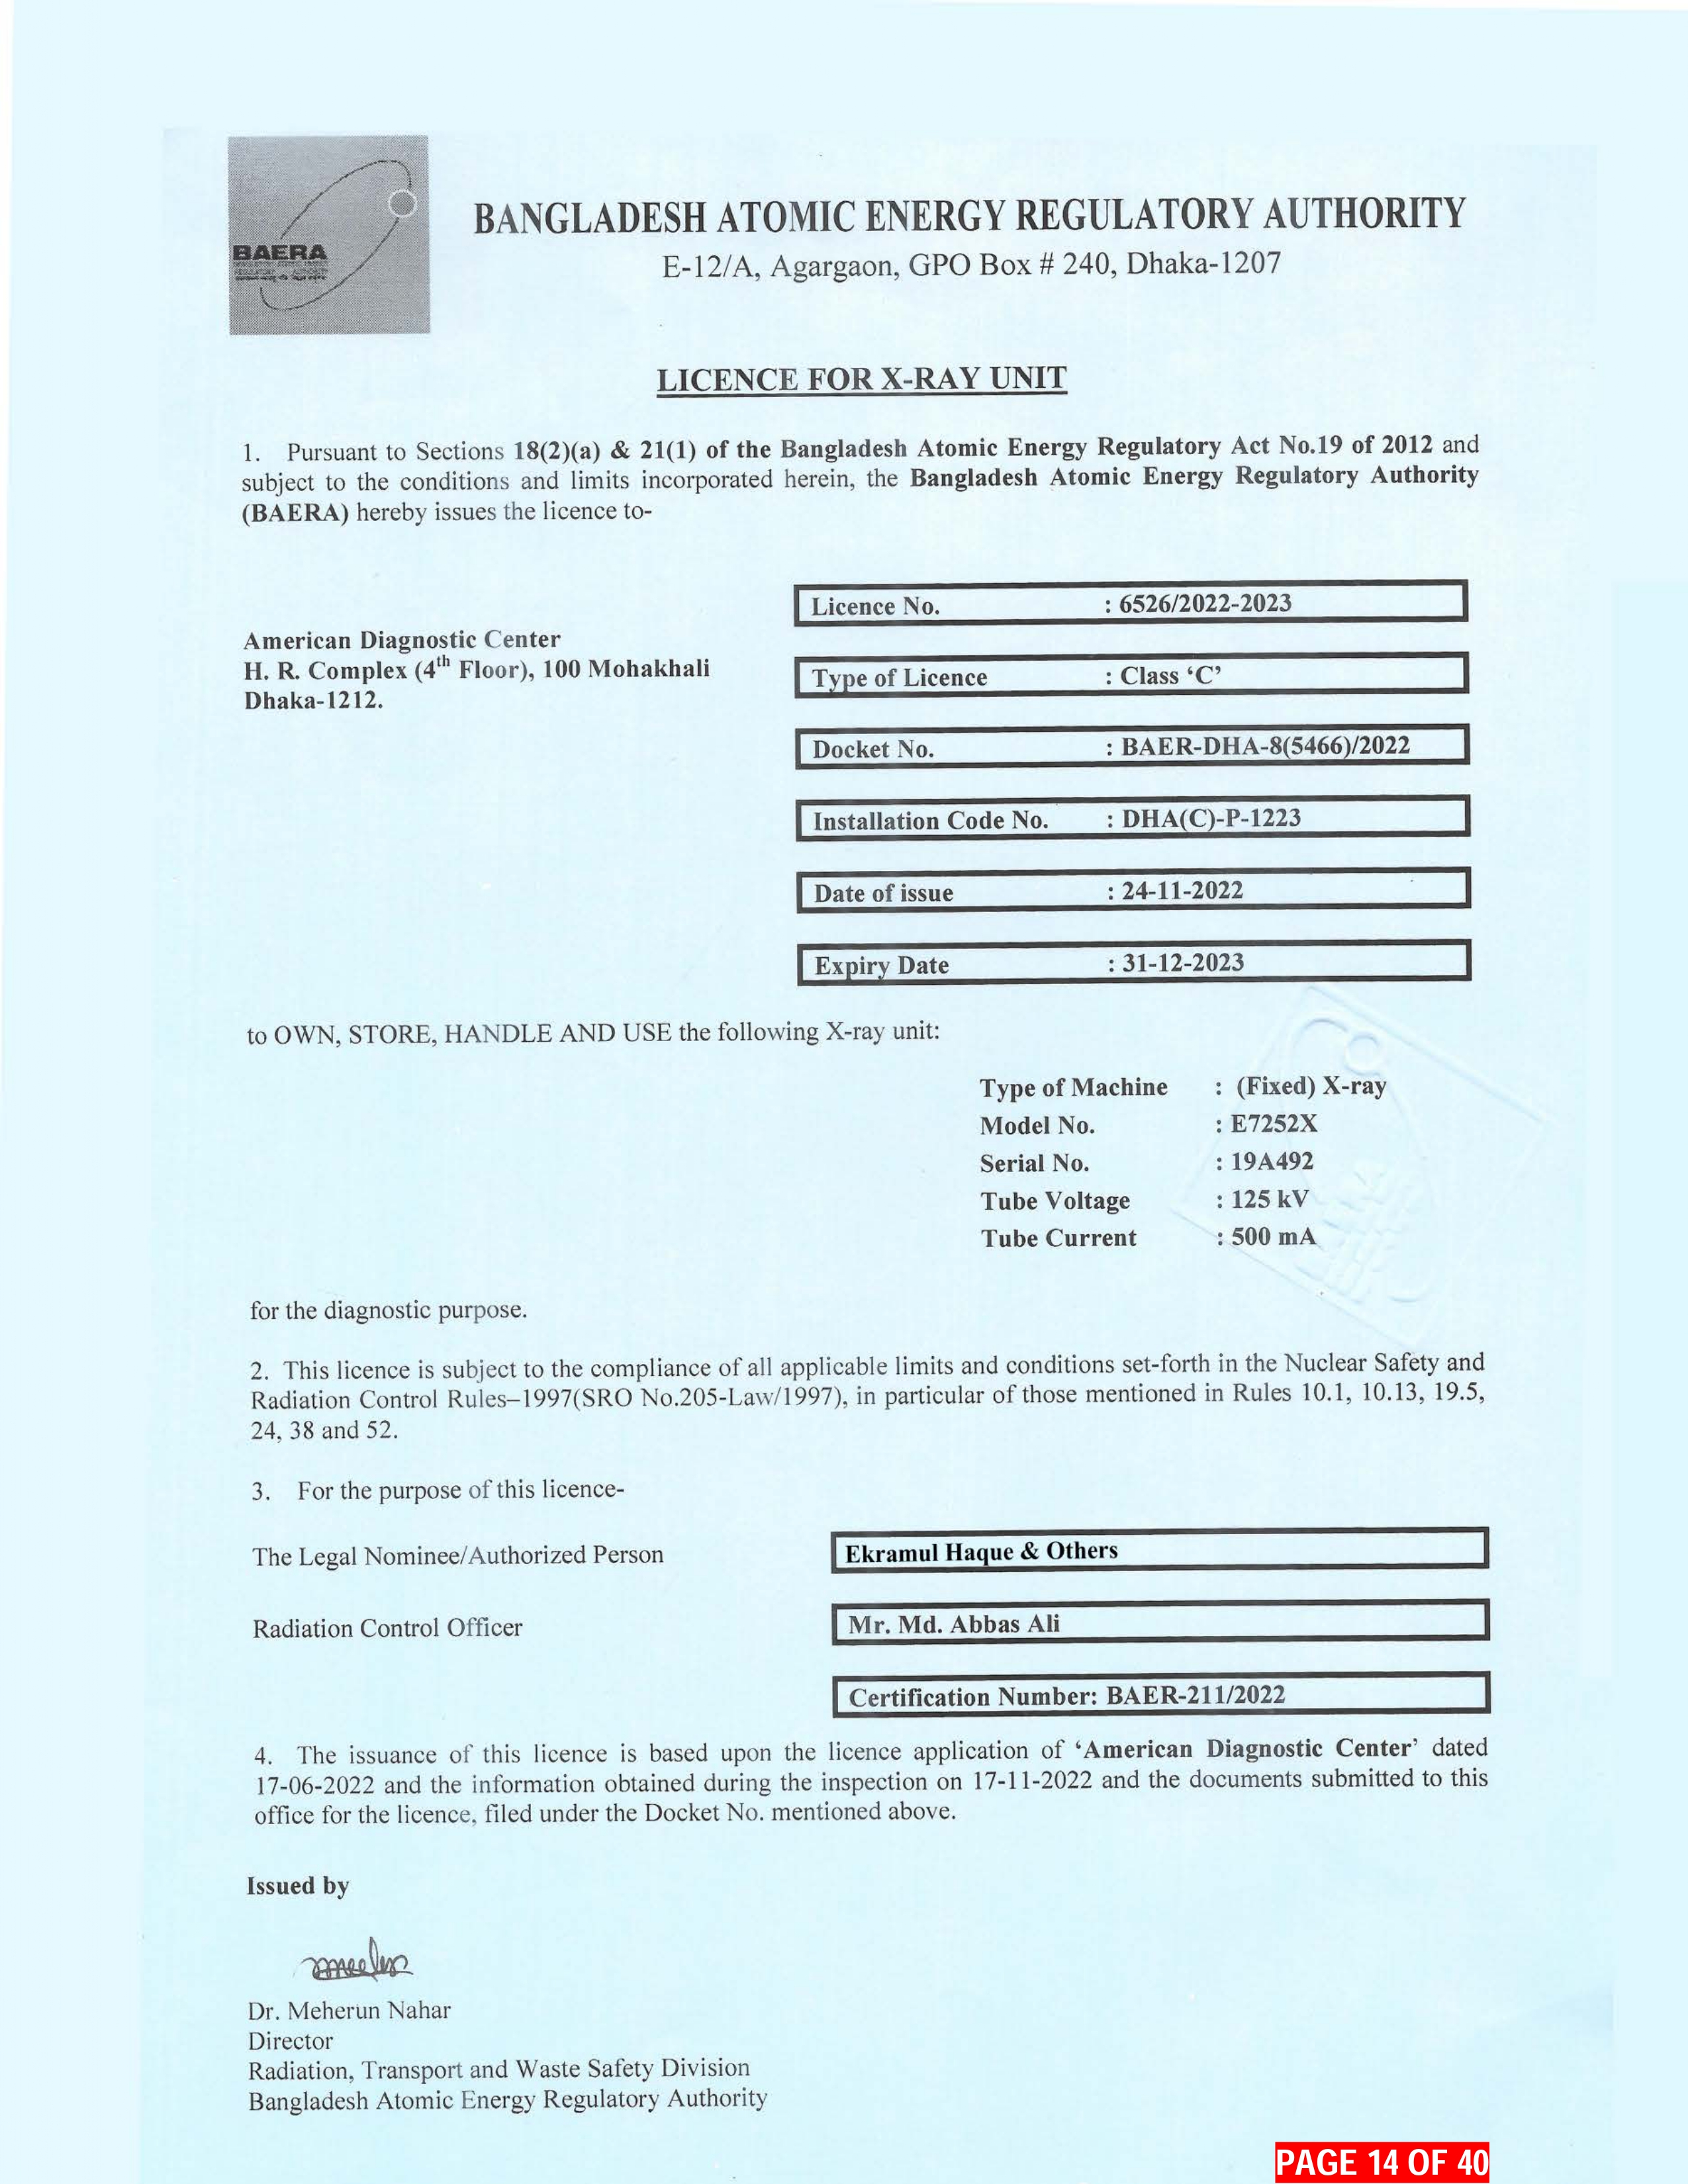 BAERA
BANGLADESH ATOMIC ENERGY REGULATORY AUTHORITY
E-12/A, Agargaon, GPO Box # 240, Dhaka-1207
LICENCE FOR X-RAY UNIT
1. Pursuant to Sections 18(2)(a) & 21(1) of the Bangladesh Atomic Energy Regulatory Act No.19 of 2012 and
subject to the conditions and limits incorporated herein, the Bangladesh Atomic Energy Regulatory Authority
(BAERA) hereby issues the licence to-
American Diagnostic Center
H. R. Complex (4th Floor), 100 Mohakhali
Dhaka-1212.
Licence No. : 6526/2022-2023
Type of Licence : Class ‘C’
Docket No. : BAER-DHA-8(5466)/2022
Installation Code No. : DHA(C)-P-1223
Date of issue : 24-11-2022
Expiry Date : 31-12-2023
to OWN, STORE, HANDLE AND USE the following X-ray unit:
Type of Machine : (Fixed) X-ray
Model No. : E7252X
Serial No. : 19A492
Tube Voltage : 125 kV
Tube Current : 500 mA
for the diagnostic purpose.
2. This licence is subject to the compliance of all applicable limits and conditions set-forth in the Nuclear Safety and
Radiation Control Rules–1997(SRO No.205-Law/1997), in particular of those mentioned in Rules 10.1, 10.13, 19.5,
24, 38 and 52.
3. For the purpose of this licence-
The Legal Nominee/Authorized Person Ekramul Haque & Others
Radiation Control Officer Mr. Md. Abbas Ali
Certification Number: BAER-211/2022
4. The issuance of this licence is based upon the licence application of ‘American Diagnostic Center’ dated
17-06-2022 and the information obtained during the inspection on 17-11-2022 and the documents submitted to this
office for the licence, filed under the Docket No. mentioned above.
Issued by
Dr. Meherun Nahar
Director
Radiation, Transport and Waste Safety Division
Bangladesh Atomic Energy Regulatory Authority
PAGE 14 OF 40